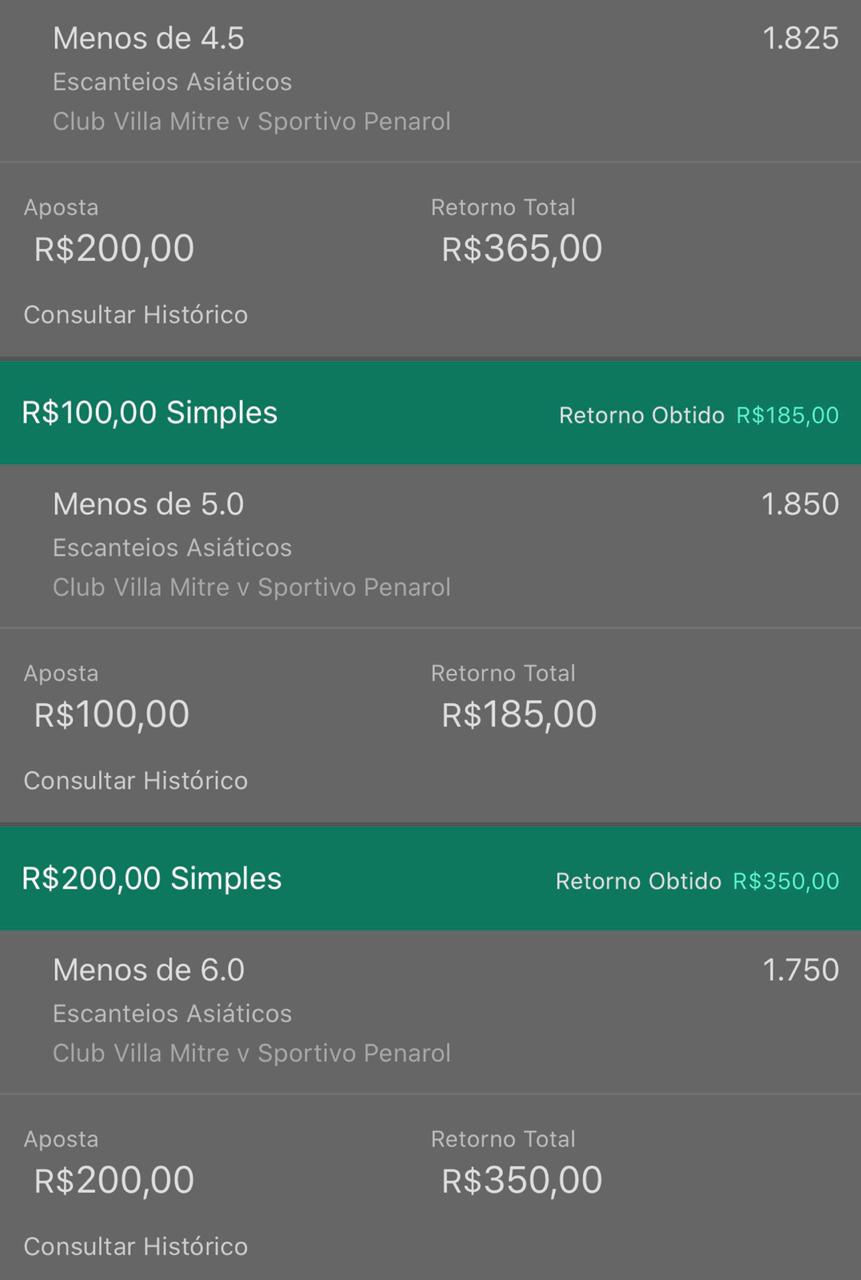 Menos de 4.5 1.825
Escanteios Asiáticos
Club Villa Mitre v Sportivo Penarol
Aposta Retorno Total
R$200,00 R$365,00
Consultar Histórico
R$100,00 Simples Retorno Obtido R$185,00
Menos de 5.0 1.850
Escanteios Asiáticos
Club Villa Mitre v Sportivo Penarol
Aposta Retorno Total
R$100,00 R$185,00
Consultar Histórico
R$200,00 Simples Retorno Obtido R$350,00
Menos de 6.0 1.750
Escanteios Asiáticos
Club Villa Mitre v Sportivo Penarol
Aposta Retorno Total
R$200,00 R$350,00
Consultar Histórico